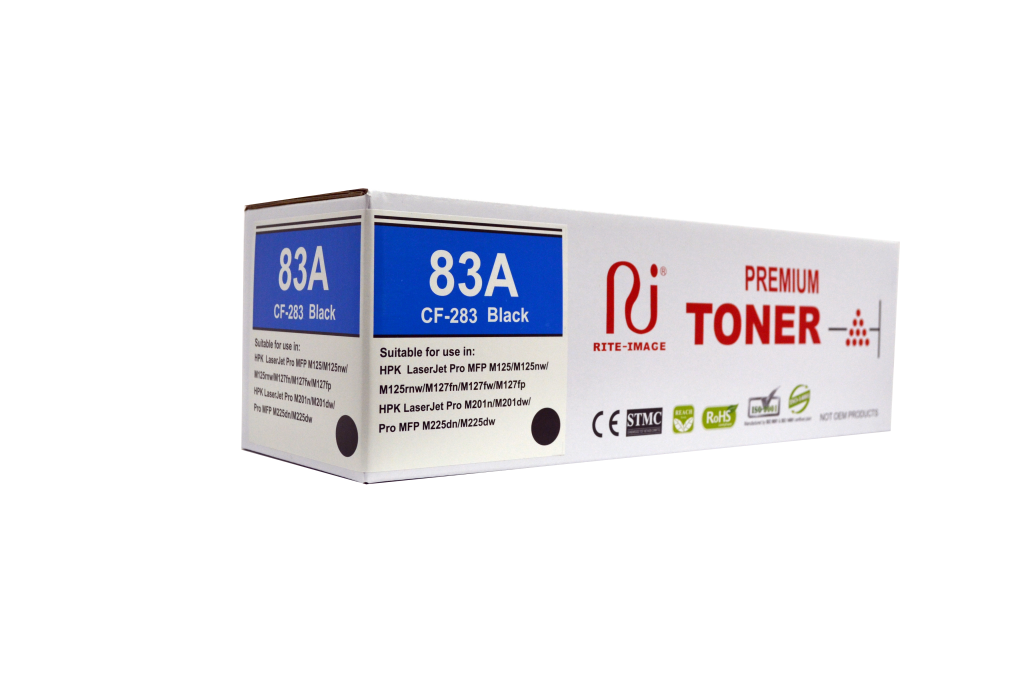 83A
CF-283 Black
Suitable for use in:
HPK LaserJet Pro MFP M125/M125nw/
M125rnw/M127fn/M127fw/M127fp
HPK LaserJet Pro M201n/M201dw/
Pro MFP M225dn/M225dw
83A
CF-283 Black
Suitable for use in:
HPK LaserJet Pro MFP M125/M125nw/
M125rnw/M127fn/M127fw/M127fp
HPK LaserJet Pro M201n/M201dw/
Pro MFP M225dn/M225dw
Ri®
RITE-IMAGE
PREMIUM
TONER
CE
STMC
REACH
RoHS
ISO 9001
NOT OEM PRODUCTS